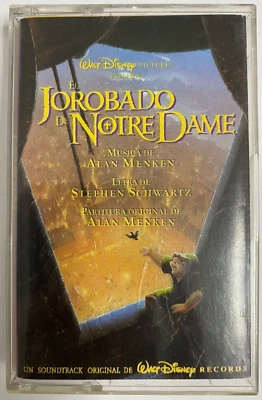 WALT DISNEY PICTURES
PRESENTA
EL
JOROBADO
DE NOTRE DAME
MUSICA DE
ALAN MENKEN
LETRA DE
STEPHEN SCHWARTZ
PARTITURA ORIGINAL DE
ALAN MENKEN
UN SOUNDTRACK ORIGINAL DE WALT DISNEY RECORDS